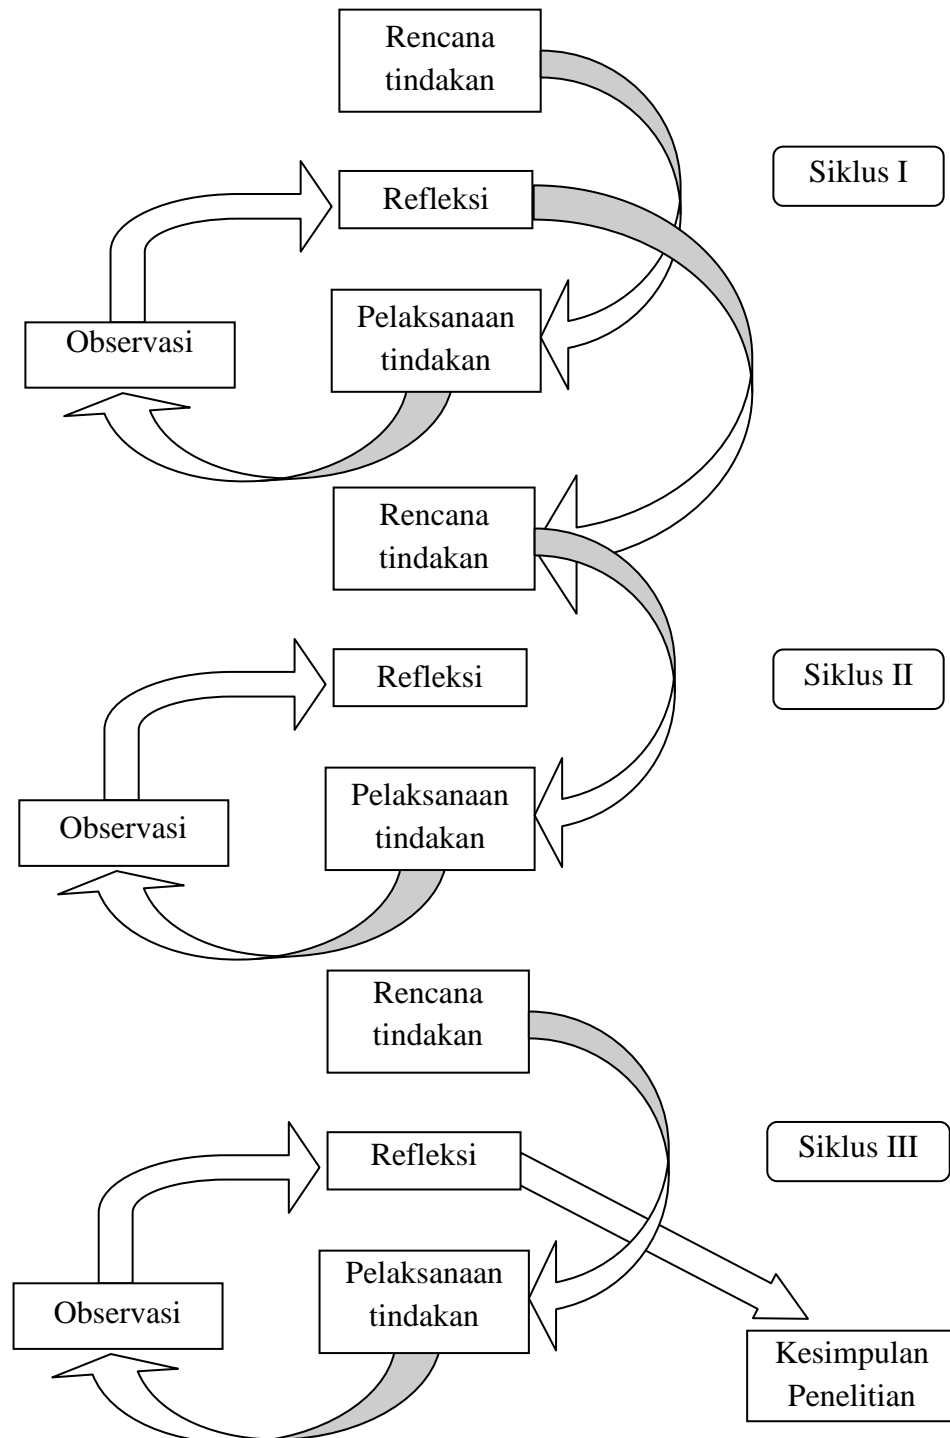 Rencana
tindakan
Siklus I
Refleksi
Pelaksanaan
tindakan
Observasi
Rencana
tindakan
Siklus II
Refleksi
Pelaksanaan
tindakan
Observasi
Rencana
tindakan
Siklus III
Refleksi
Pelaksanaan
tindakan
Observasi
Kesimpulan
Penelitian